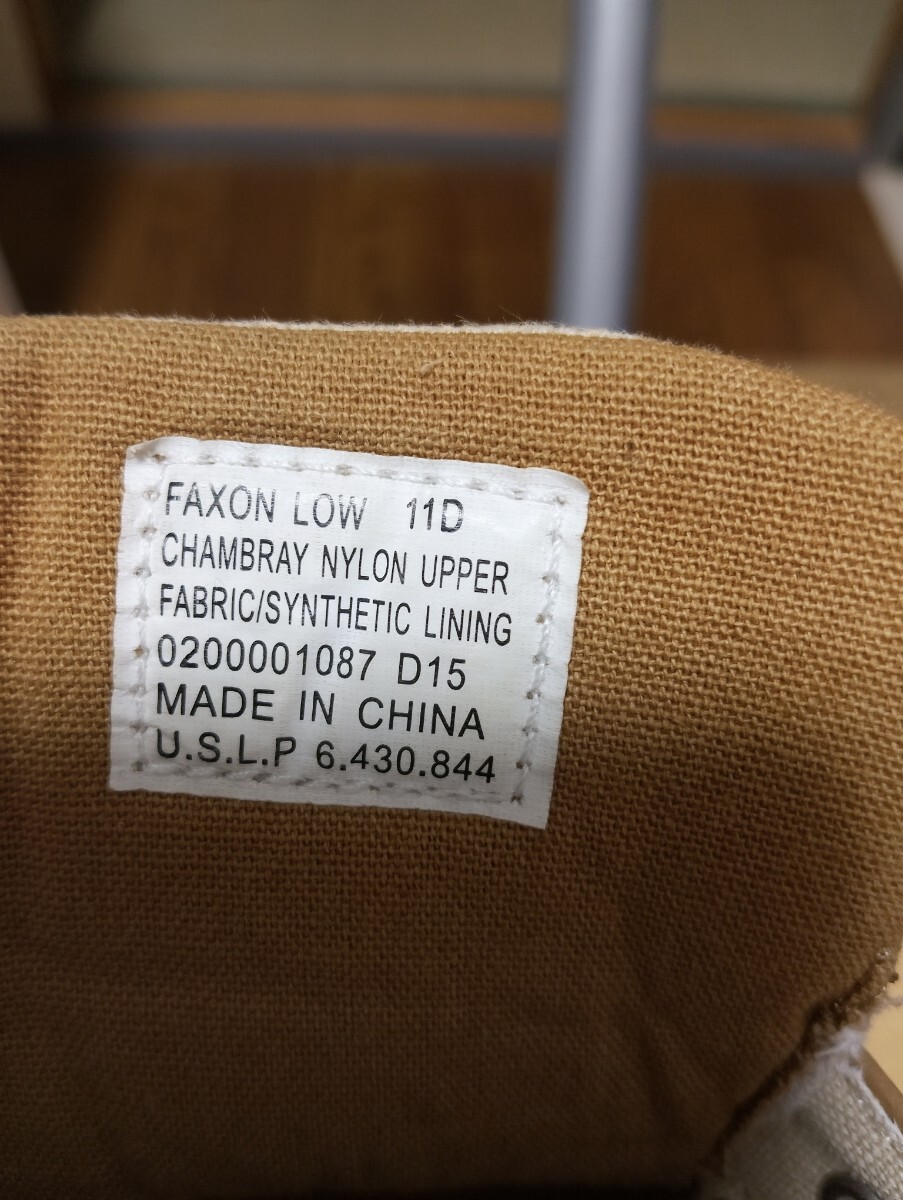 FAXON LOW 11D
CHAMBRAY NYLON UPPER
FABRIC/SYNTHETIC LINING
0200001087 D15
MADE IN CHINA
U.S.L.P 6.430.844